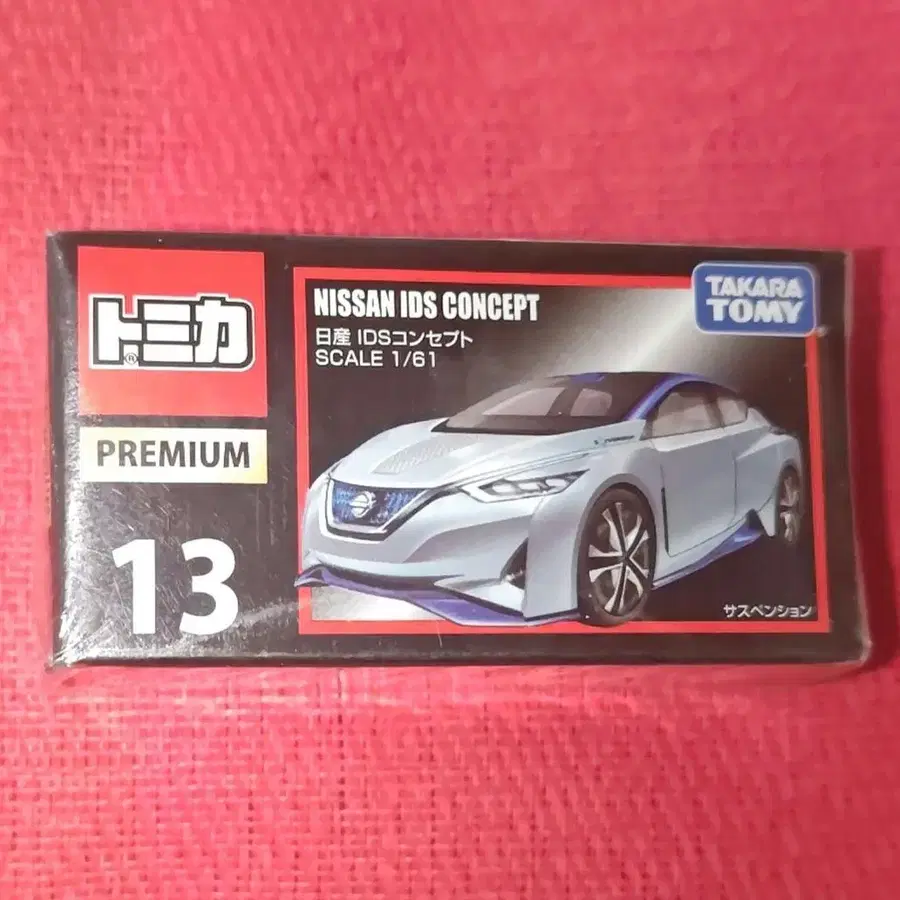 トミカ®
PREMIUM
13
NISSAN IDS CONCEPT
日産 IDSコンセプト
SCALE 1/61
TAKARA
TOMY
サスペンション